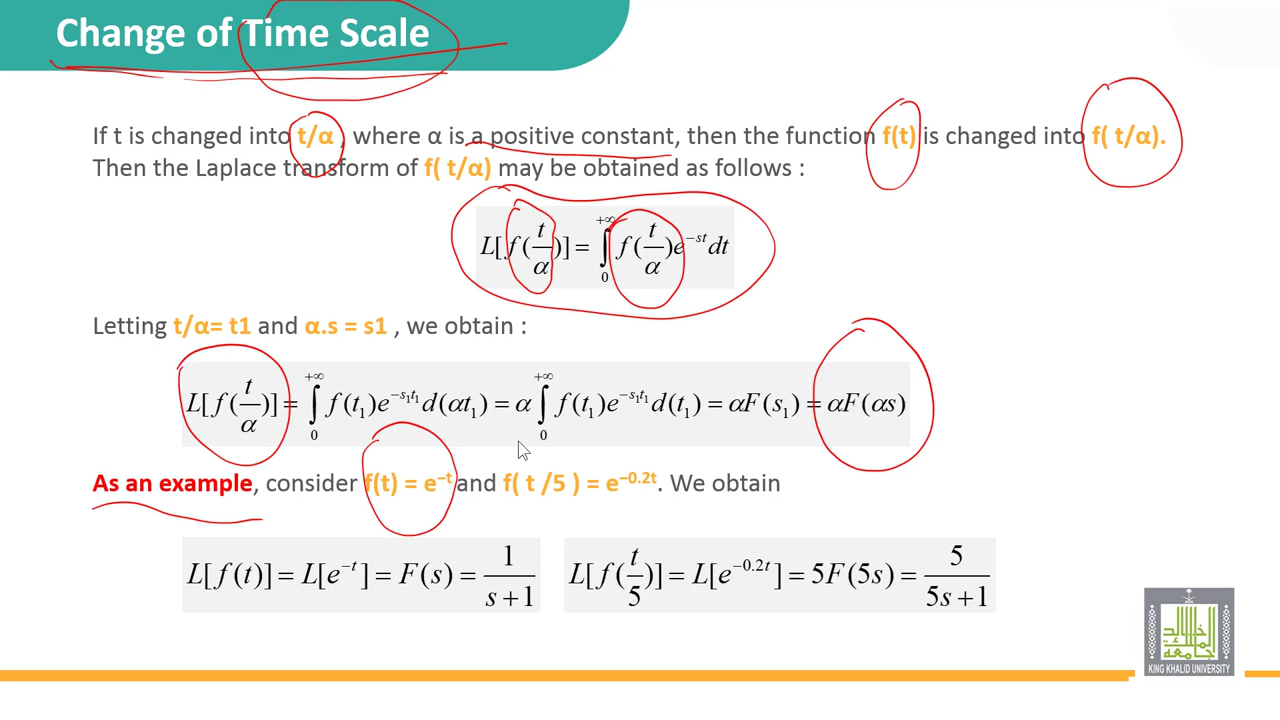 Change of Time Scale
If t is changed into t/α , where α is a positive constant, then the function f(t) is changed into f( t/α).
Then the Laplace transform of f( t/α) may be obtained as follows :
L[f(t/α)] = ∫₀^{+∞} f(t/α)e^{−st}dt
Letting t/α= t1 and α.s = s1 , we obtain :
L[f(t/α)] = ∫₀^{+∞} f(t₁)e^{−s₁t₁}d(αt₁) = α∫₀^{+∞} f(t₁)e^{−s₁t₁}d(t₁) = αF(s₁) = αF(αs)
As an example, consider f(t) = e⁻ᵗ and f( t /5 ) = e^{−0.2t}. We obtain
L[f(t)] = L[e^{−t}] = F(s) = 1/(s+1)
L[f(t/5)] = L[e^{−0.2t}] = 5F(5s) = 5/(5s+1)
KING KHALID UNIVERSITY